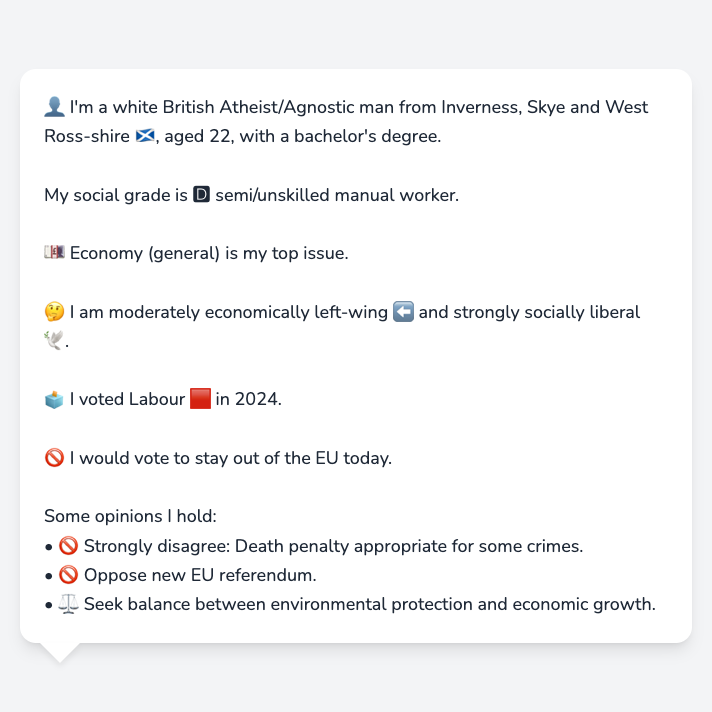 👤 I'm a white British Atheist/Agnostic man from Inverness, Skye and West
Ross-shire 🏴󠁧󠁢󠁳󠁣󠁴󠁿, aged 22, with a bachelor's degree.
My social grade is 🅳 semi/unskilled manual worker.
💷 Economy (general) is my top issue.
🤔 I am moderately economically left-wing ⬅️ and strongly socially liberal
🕊️.
🗳️ I voted Labour 🟥 in 2024.
🚫 I would vote to stay out of the EU today.
Some opinions I hold:
• 🚫 Strongly disagree: Death penalty appropriate for some crimes.
• 🚫 Oppose new EU referendum.
• ⚖️ Seek balance between environmental protection and economic growth.